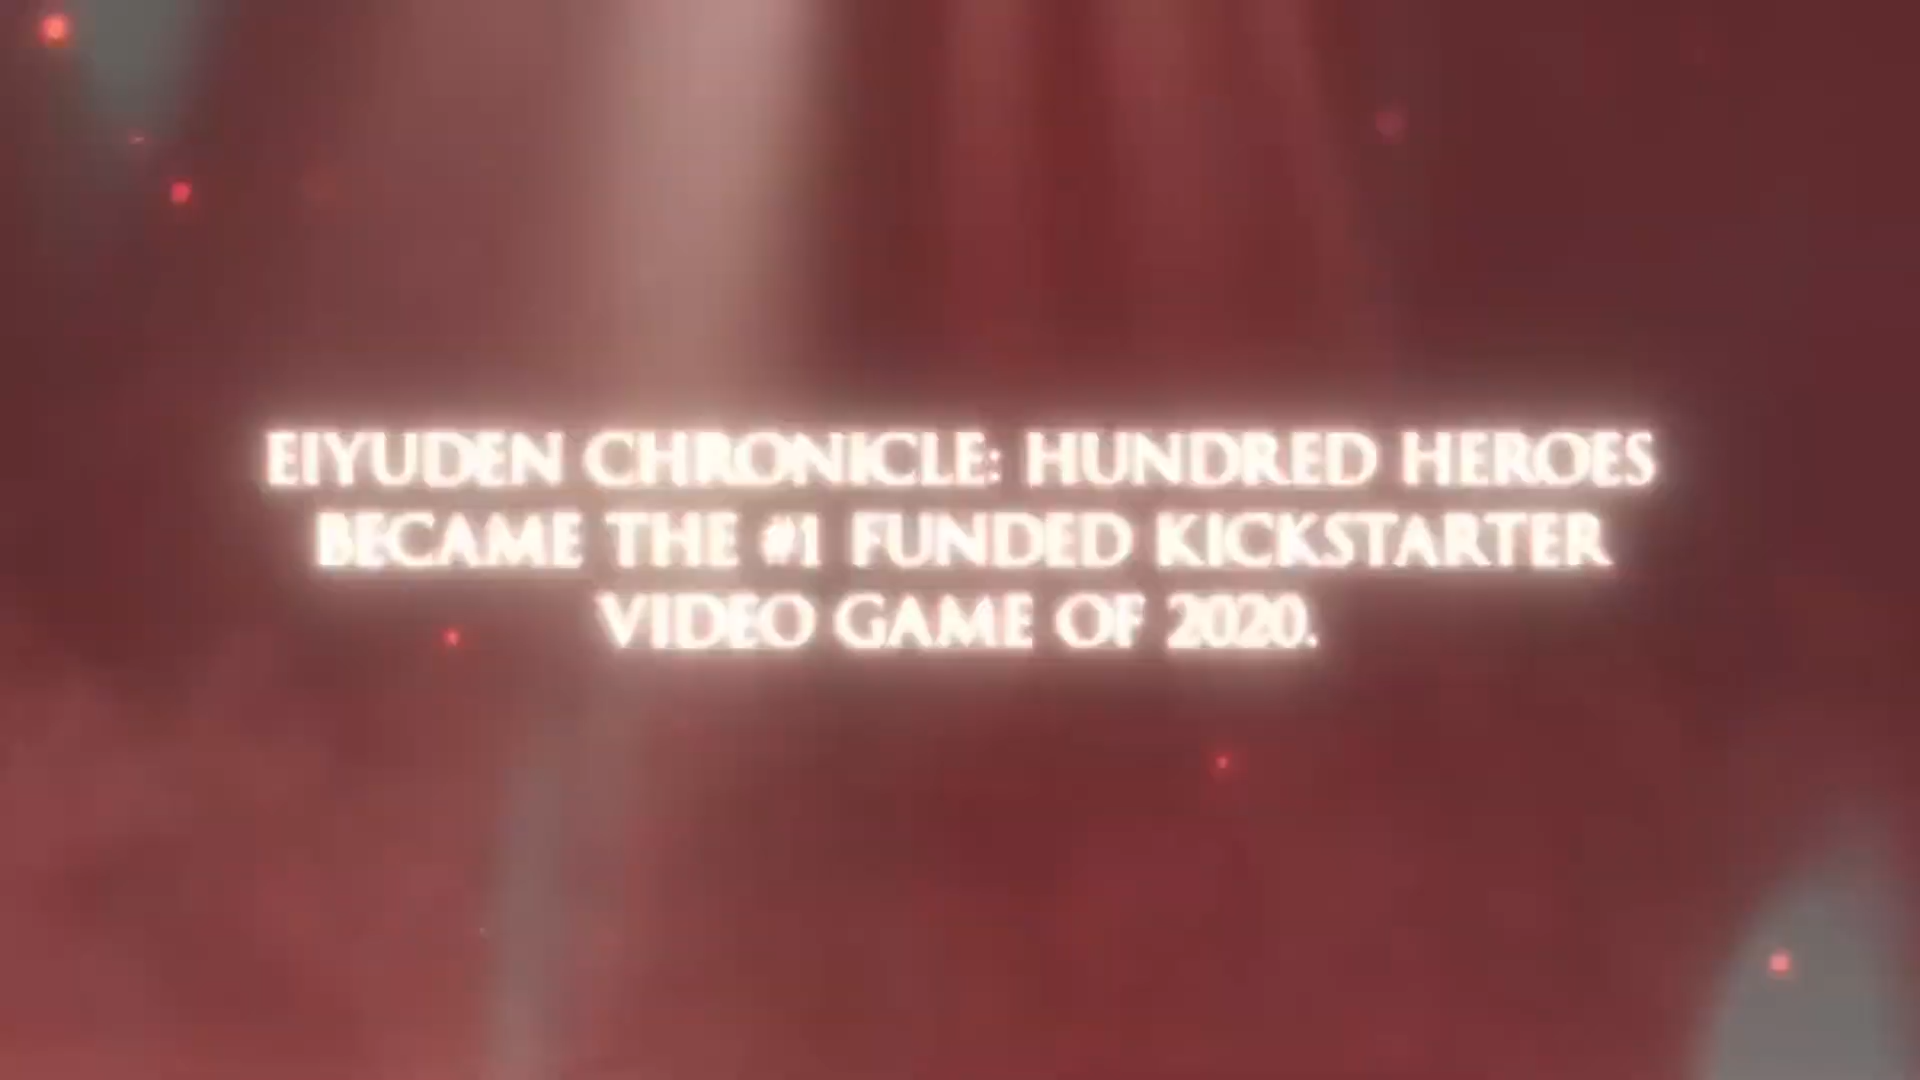 EIYUDEN CHRONICLE: HUNDRED HEROES
BECAME THE #1 FUNDED KICKSTARTER
VIDEO GAME OF 2020.